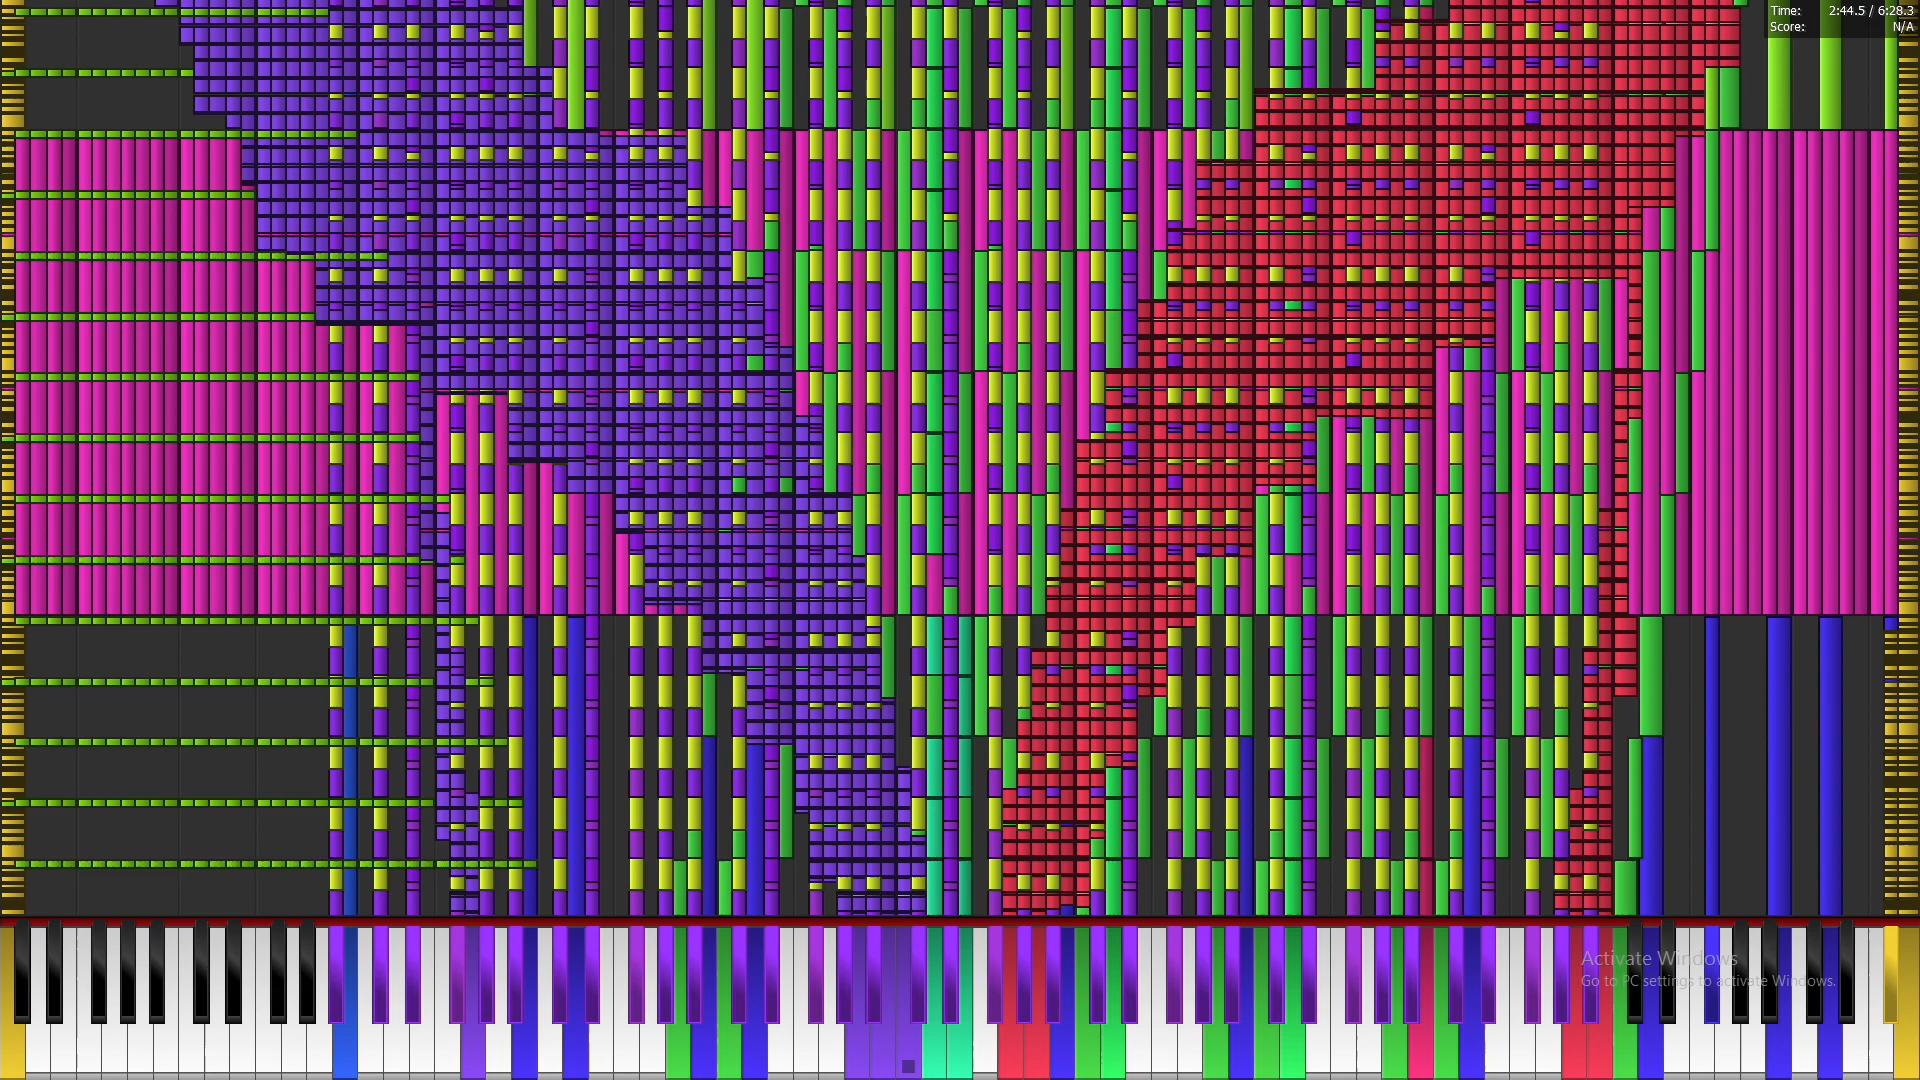 Time: 2:44.5 / 6:28.3
Score: N/A
Activate Windows
Go to PC settings to activate Windows.